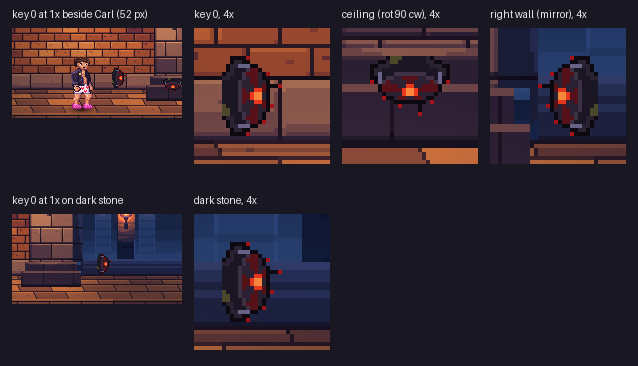 key 0 at 1x beside Carl (52 px)
key 0, 4x
ceiling (rot90 cw), 4x
right wall (mirror), 4x
key 0 at 1x on dark stone
dark stone, 4x